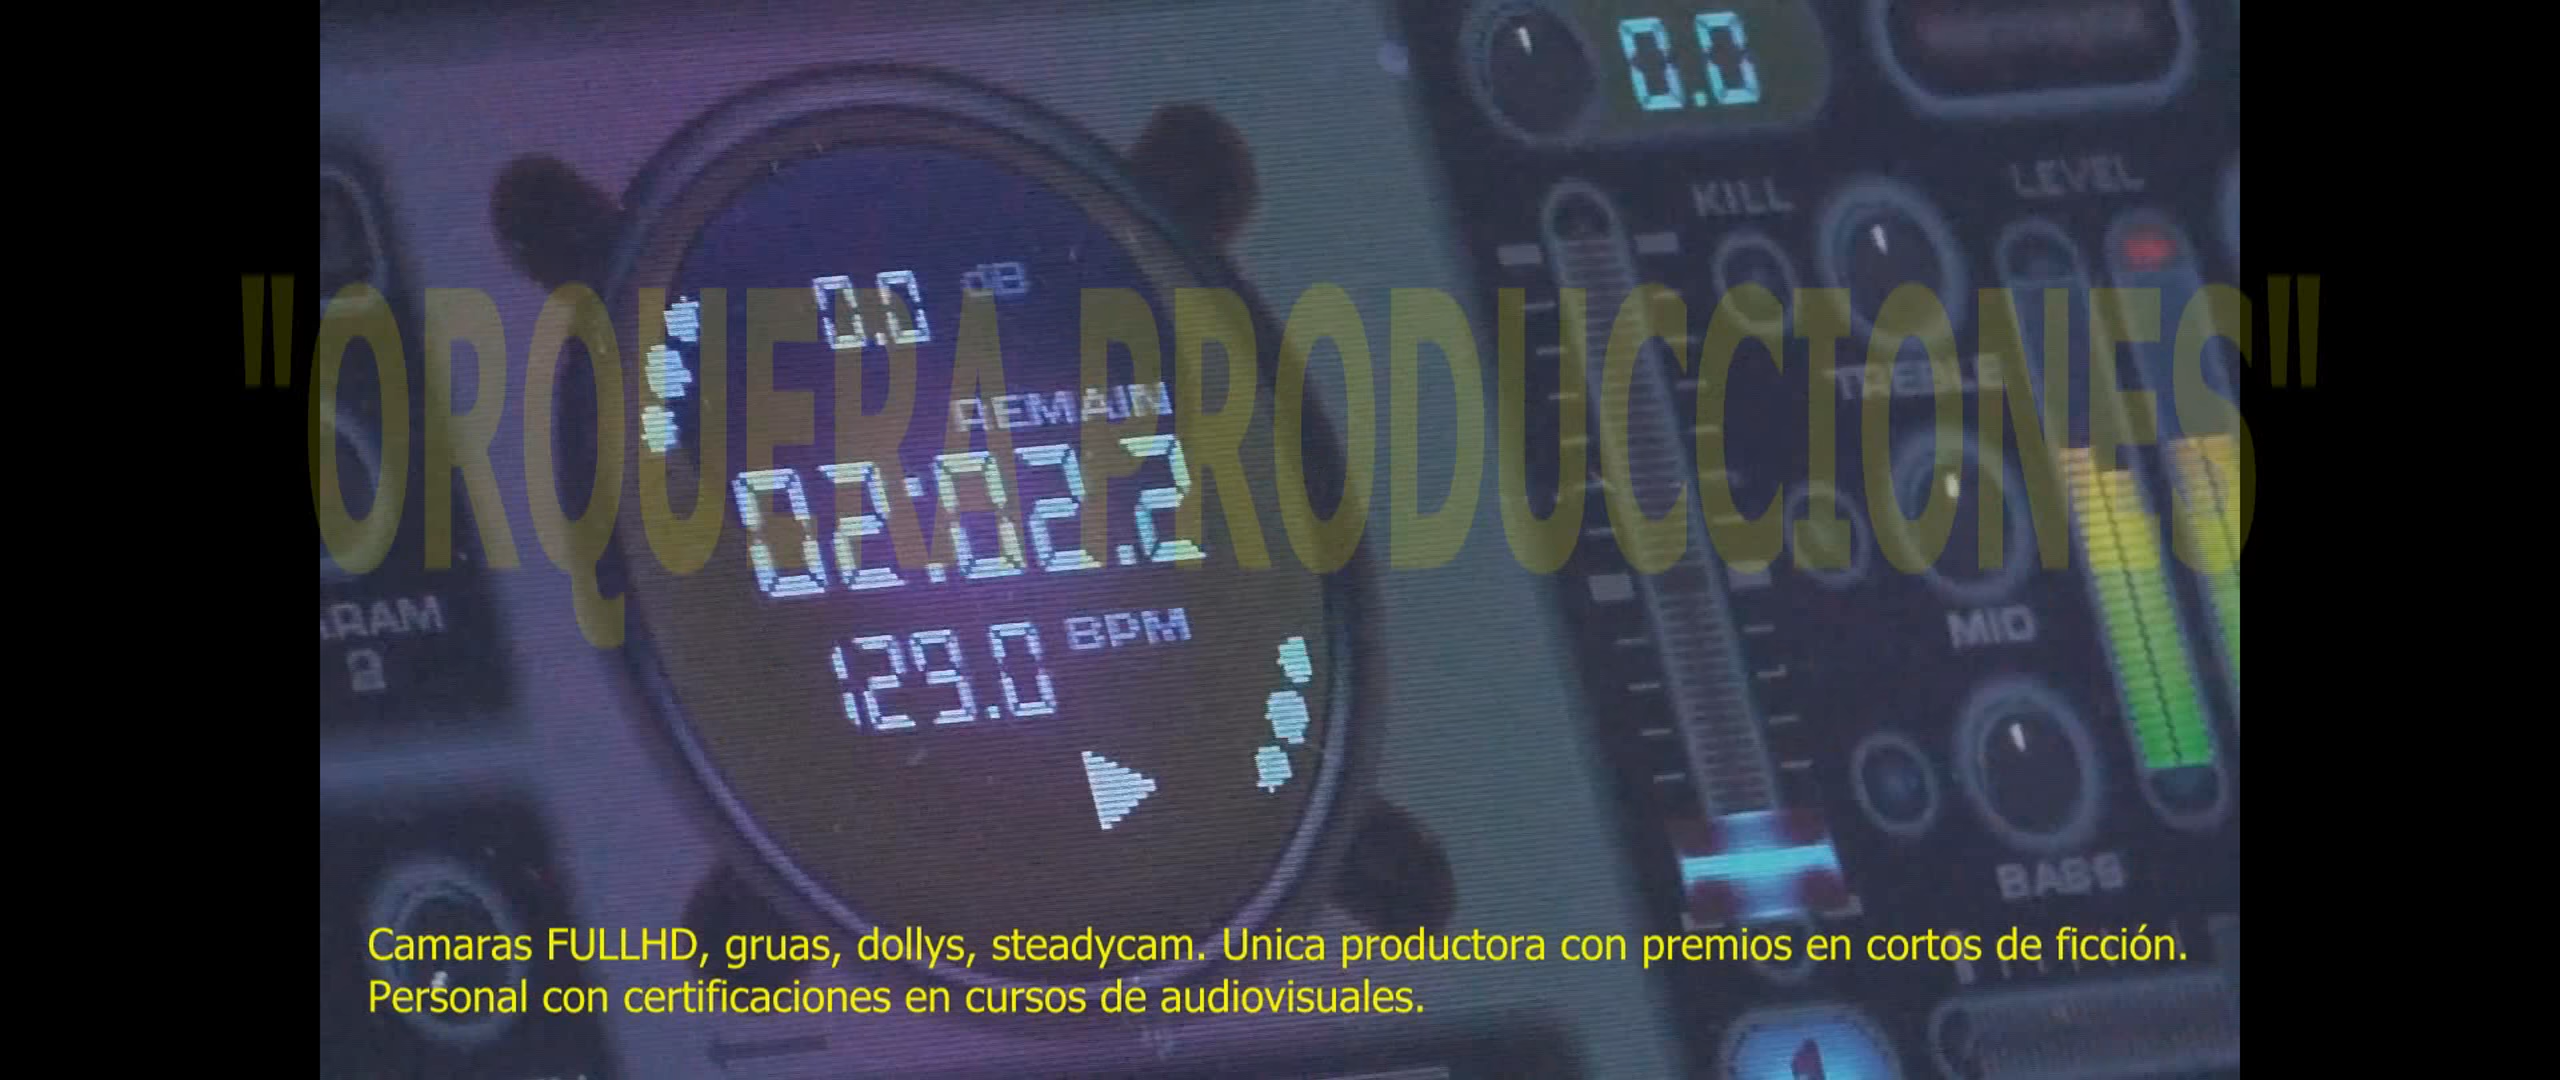 0.0
KILL
LEVEL
0.0 dB
"ORQUERA PRODUCCIONES"
REMAIN
TREBLE
02:02.2
129.0 BPM
MID
2
BASS
Camaras FULLHD, gruas, dollys, steadycam. Unica productora con premios en cortos de ficción.
Personal con certificaciones en cursos de audiovisuales.
1